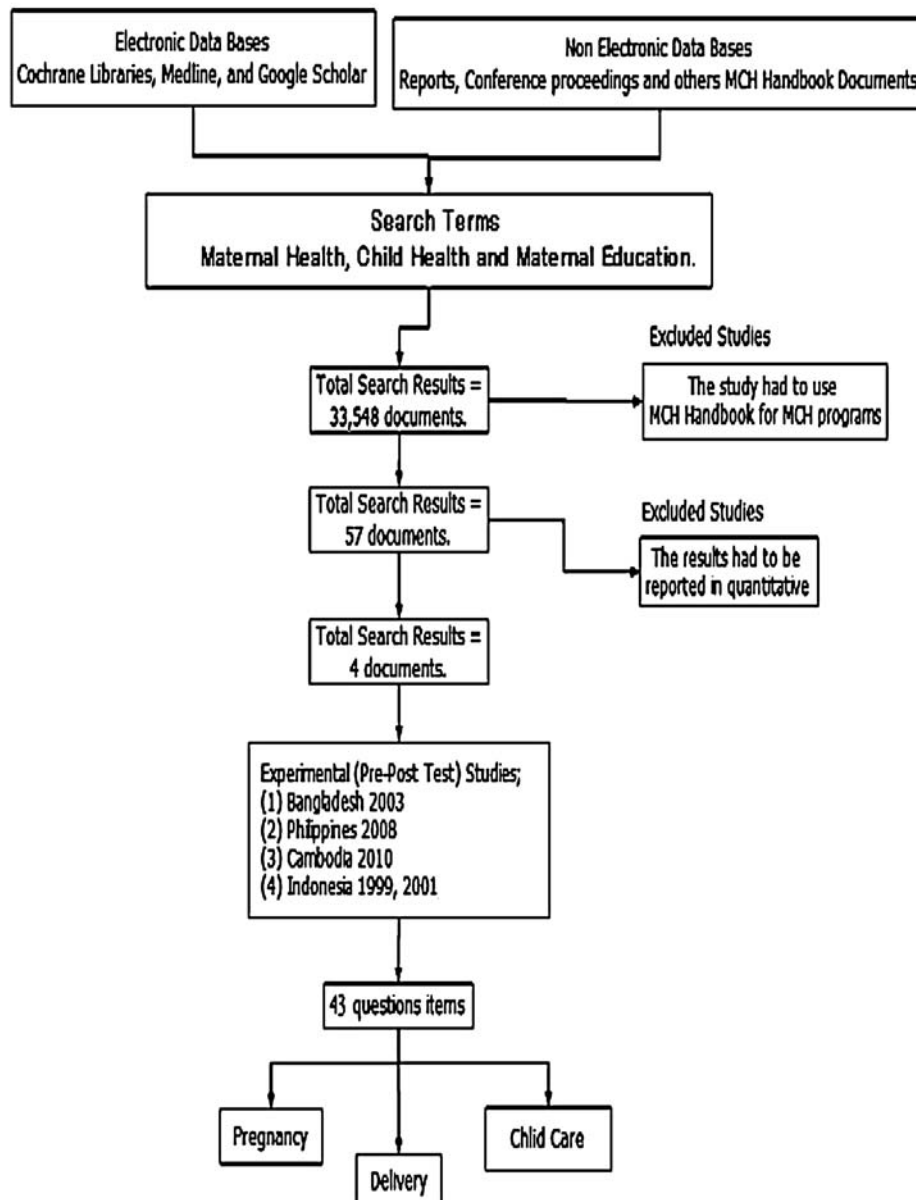 Electronic Data Bases
Cochrane Libraries, Medline, and Google Scholar
Non Electronic Data Bases
Reports, Conference proceedings and others MCH Handbook Documents
Search Terms
Maternal Health, Child Health and Maternal Education.
Total Search Results =
33,548 documents.
Excluded Studies
The study had to use
MCH Handbook for MCH programs
Total Search Results =
57 documents.
Excluded Studies
The results had to be
reported in quantitative
Total Search Results =
4 documents.
Experimental (Pre-Post Test) Studies;
(1) Bangladesh 2003
(2) Philippines 2008
(3) Cambodia 2010
(4) Indonesia 1999, 2001
43 questions items
Pregnancy
Delivery
Chlid Care